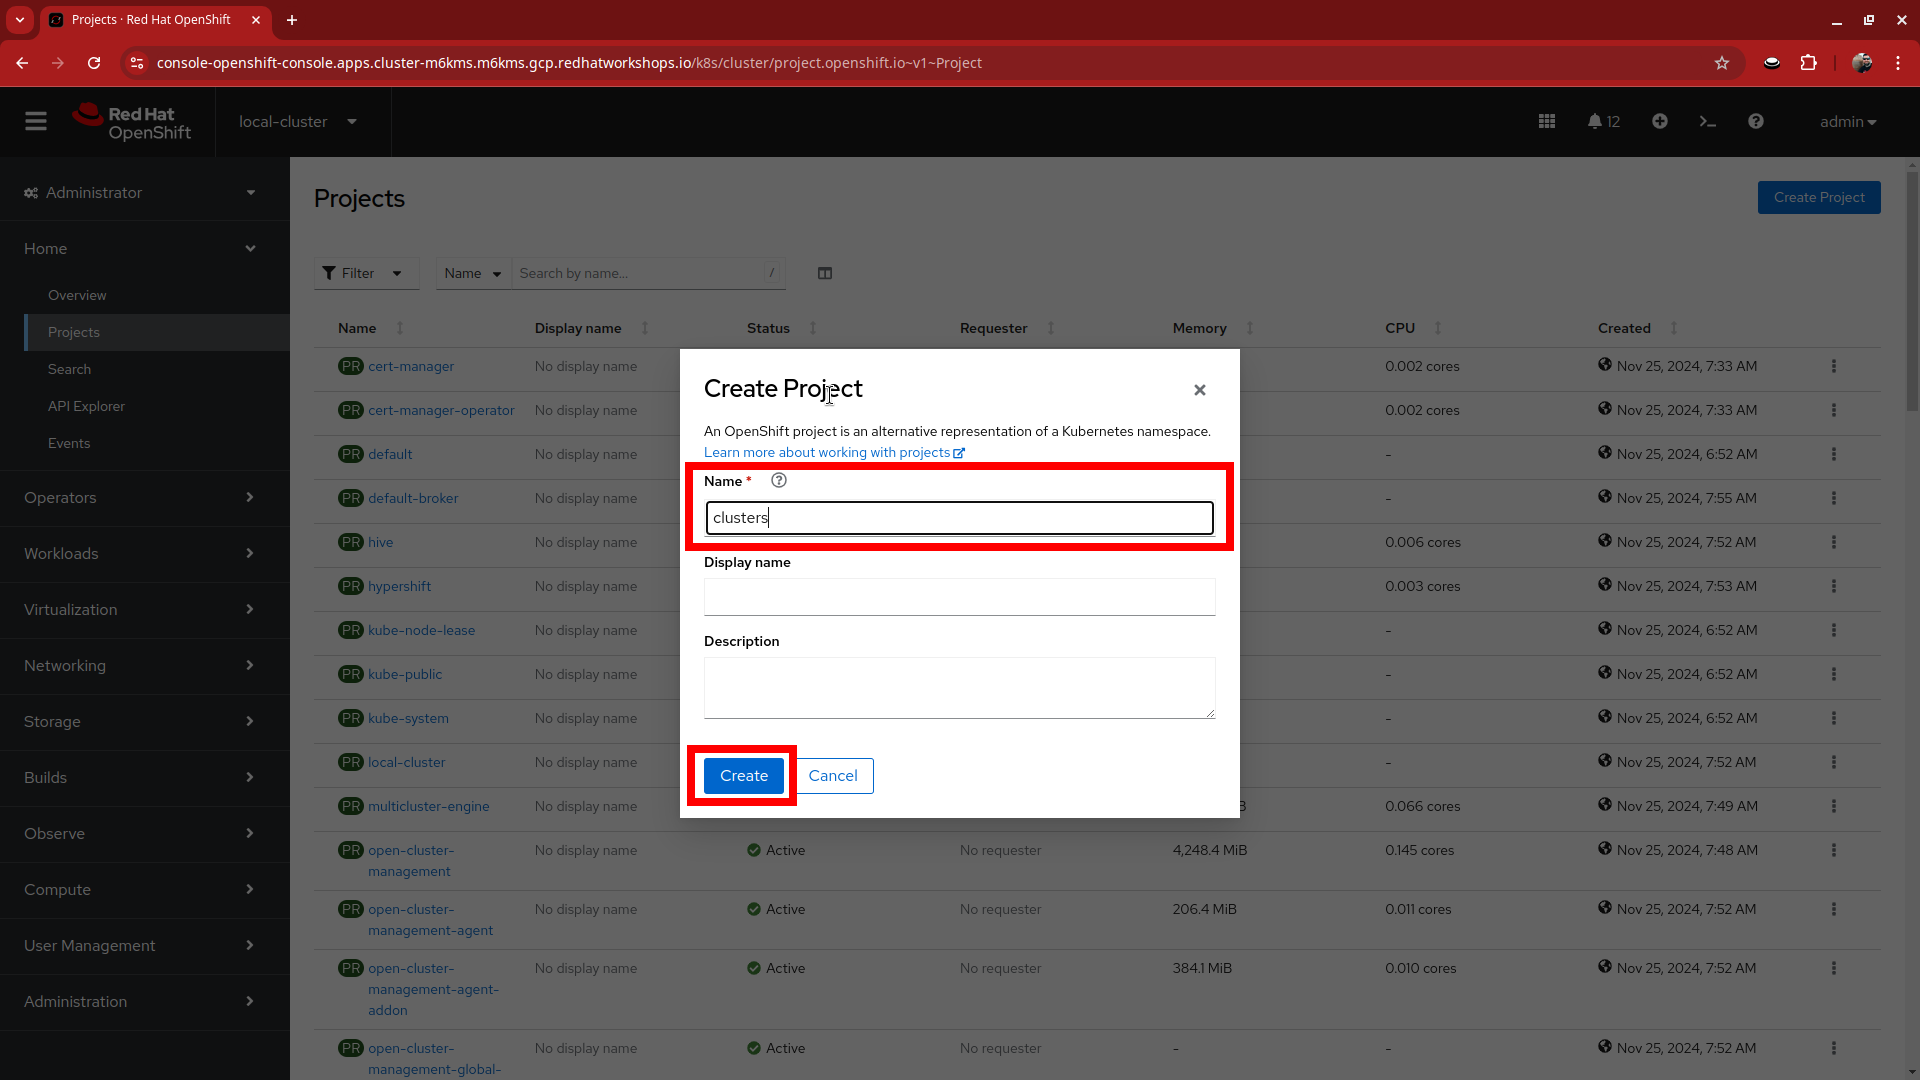 Projects · Red Hat OpenShift
console-openshift-console.apps.cluster-m6kms.m6kms.gcp.redhatworkshops.io/k8s/cluster/project.openshift.io~v1~Project
Red Hat
OpenShift
local-cluster
12
admin
Administrator
Home
Overview
Projects
Search
API Explorer
Events
Operators
Workloads
Virtualization
Networking
Storage
Builds
Observe
Compute
User Management
Administration
Projects
Create Project
Filter
Name
Search by name...
/
Name Display name Status Requester Memory CPU Created
PR cert-manager No display name 0.002 cores Nov 25, 2024, 7:33 AM
PR cert-manager-operator No display name 0.002 cores Nov 25, 2024, 7:33 AM
PR default No display name - Nov 25, 2024, 6:52 AM
PR default-broker No display name - Nov 25, 2024, 7:55 AM
PR hive No display name 0.006 cores Nov 25, 2024, 7:52 AM
PR hypershift No display name 0.003 cores Nov 25, 2024, 7:53 AM
PR kube-node-lease No display name - Nov 25, 2024, 6:52 AM
PR kube-public No display name - Nov 25, 2024, 6:52 AM
PR kube-system No display name - Nov 25, 2024, 6:52 AM
PR local-cluster No display name - Nov 25, 2024, 7:52 AM
PR multicluster-engine No display name B 0.066 cores Nov 25, 2024, 7:49 AM
PR open-cluster- No display name Active No requester 4,248.4 MiB 0.145 cores Nov 25, 2024, 7:48 AM
management
PR open-cluster- No display name Active No requester 206.4 MiB 0.011 cores Nov 25, 2024, 7:52 AM
management-agent
PR open-cluster- No display name Active No requester 384.1 MiB 0.010 cores Nov 25, 2024, 7:52 AM
management-agent-
addon
PR open-cluster- No display name Active No requester - - Nov 25, 2024, 7:52 AM
management-global-
Create Project
An OpenShift project is an alternative representation of a Kubernetes namespace.
Learn more about working with projects
Name *
clusters
Display name
Description
Create
Cancel